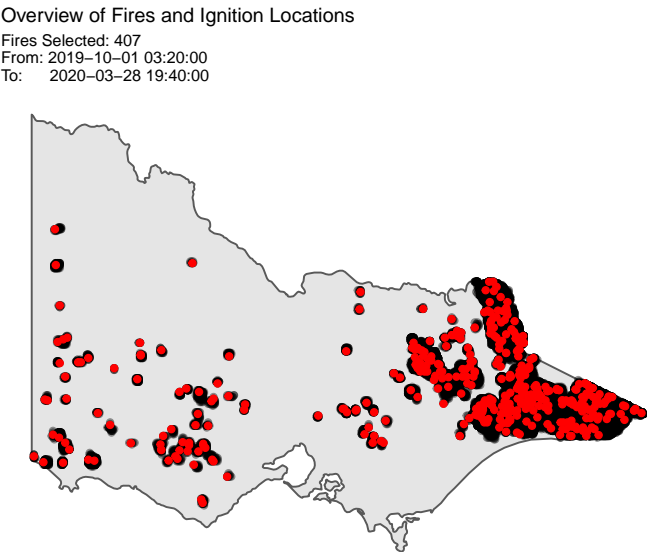 Overview of Fires and Ignition Locations
Fires Selected: 407
From: 2019−10−01 03:20:00
To: 2020−03−28 19:40:00